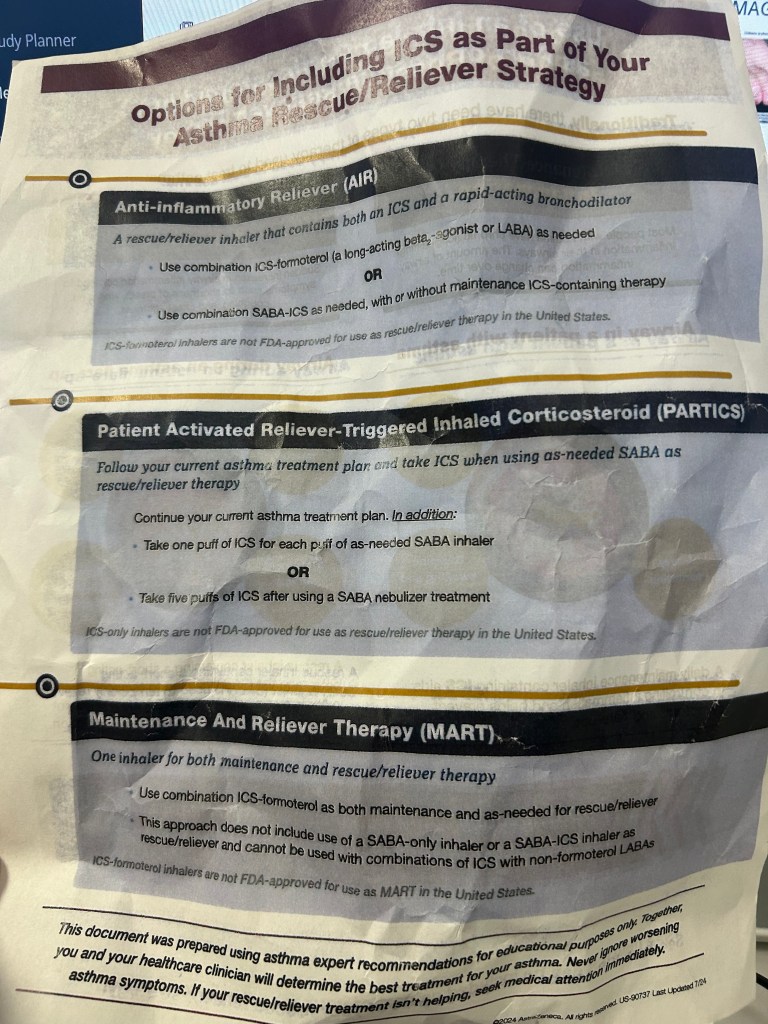 udy Planner
MAG
Options for Including ICS as Part of Your
Asthma Rescue/Reliever Strategy
Anti-inflammatory Reliever (AIR)
A rescue/reliever inhaler that contains both an ICS and a rapid-acting bronchodilator
• Use combination ICS-formoterol (a long-acting beta₂-agonist or LABA) as needed
OR
• Use combination SABA-ICS as needed, with or without maintenance ICS-containing therapy
ICS-formoterol inhalers are not FDA-approved for use as rescue/reliever therapy in the United States.
Patient Activated Reliever-Triggered Inhaled Corticosteroid (PARTICS)
Follow your current asthma treatment plan and take ICS when using as-needed SABA as
rescue/reliever therapy
Continue your current asthma treatment plan. In addition:
• Take one puff of ICS for each puff of as-needed SABA inhaler
OR
• Take five puffs of ICS after using a SABA nebulizer treatment
ICS-only inhalers are not FDA-approved for use as rescue/reliever therapy in the United States.
Maintenance And Reliever Therapy (MART)
One inhaler for both maintenance and rescue/reliever therapy
• Use combination ICS-formoterol as both maintenance and as-needed for rescue/reliever
• This approach does not include use of a SABA-only inhaler or a SABA-ICS inhaler as
rescue/reliever and cannot be used with combinations of ICS with non-formoterol LABAs
ICS-formoterol inhalers are not FDA-approved for use as MART in the United States.
This document was prepared using asthma expert recommendations for educational purposes only. Together,
you and your healthcare clinician will determine the best treatment for your asthma. Never ignore worsening
asthma symptoms. If your rescue/reliever treatment isn't helping, seek medical attention immediately.
©2024 AstraZeneca. All rights reserved. US-90737 Last Updated 7/24